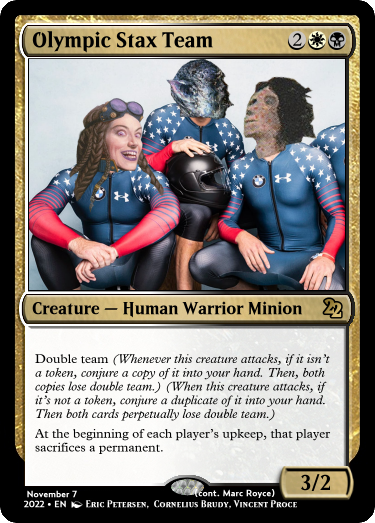 Olympic Stax Team 2
Creature — Human Warrior Minion
Double team (Whenever this creature attacks, if it isn't
a token, conjure a copy of it into your hand. Then, both
copies lose double team.) (When this creature attacks, if
it's not a token, conjure a duplicate of it into your hand.
Then both cards perpetually lose double team.)
At the beginning of each player's upkeep, that player
sacrifices a permanent.
3/2
November 7 (cont. Marc Royce)
2022 • EN Eric Petersen, Cornelius Brudy, Vincent Proce